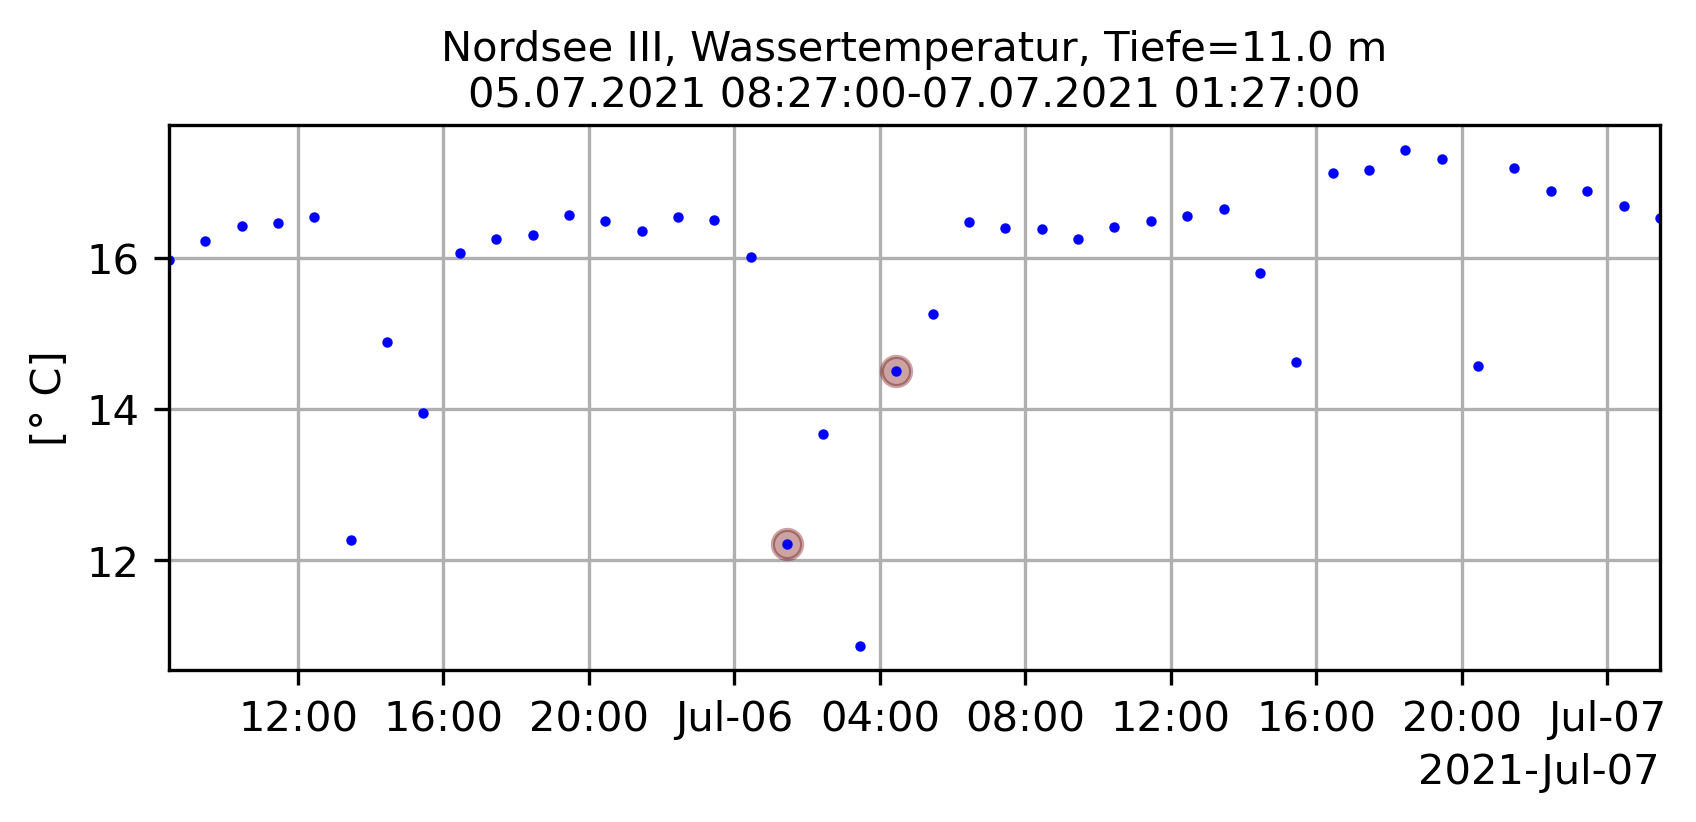 Nordsee III, Wassertemperatur, Tiefe=11.0 m
05.07.2021 08:27:00-07.07.2021 01:27:00
[° C]
16
14
12
12:00 16:00 20:00 Jul-06 04:00 08:00 12:00 16:00 20:00 Jul-07
2021-Jul-07